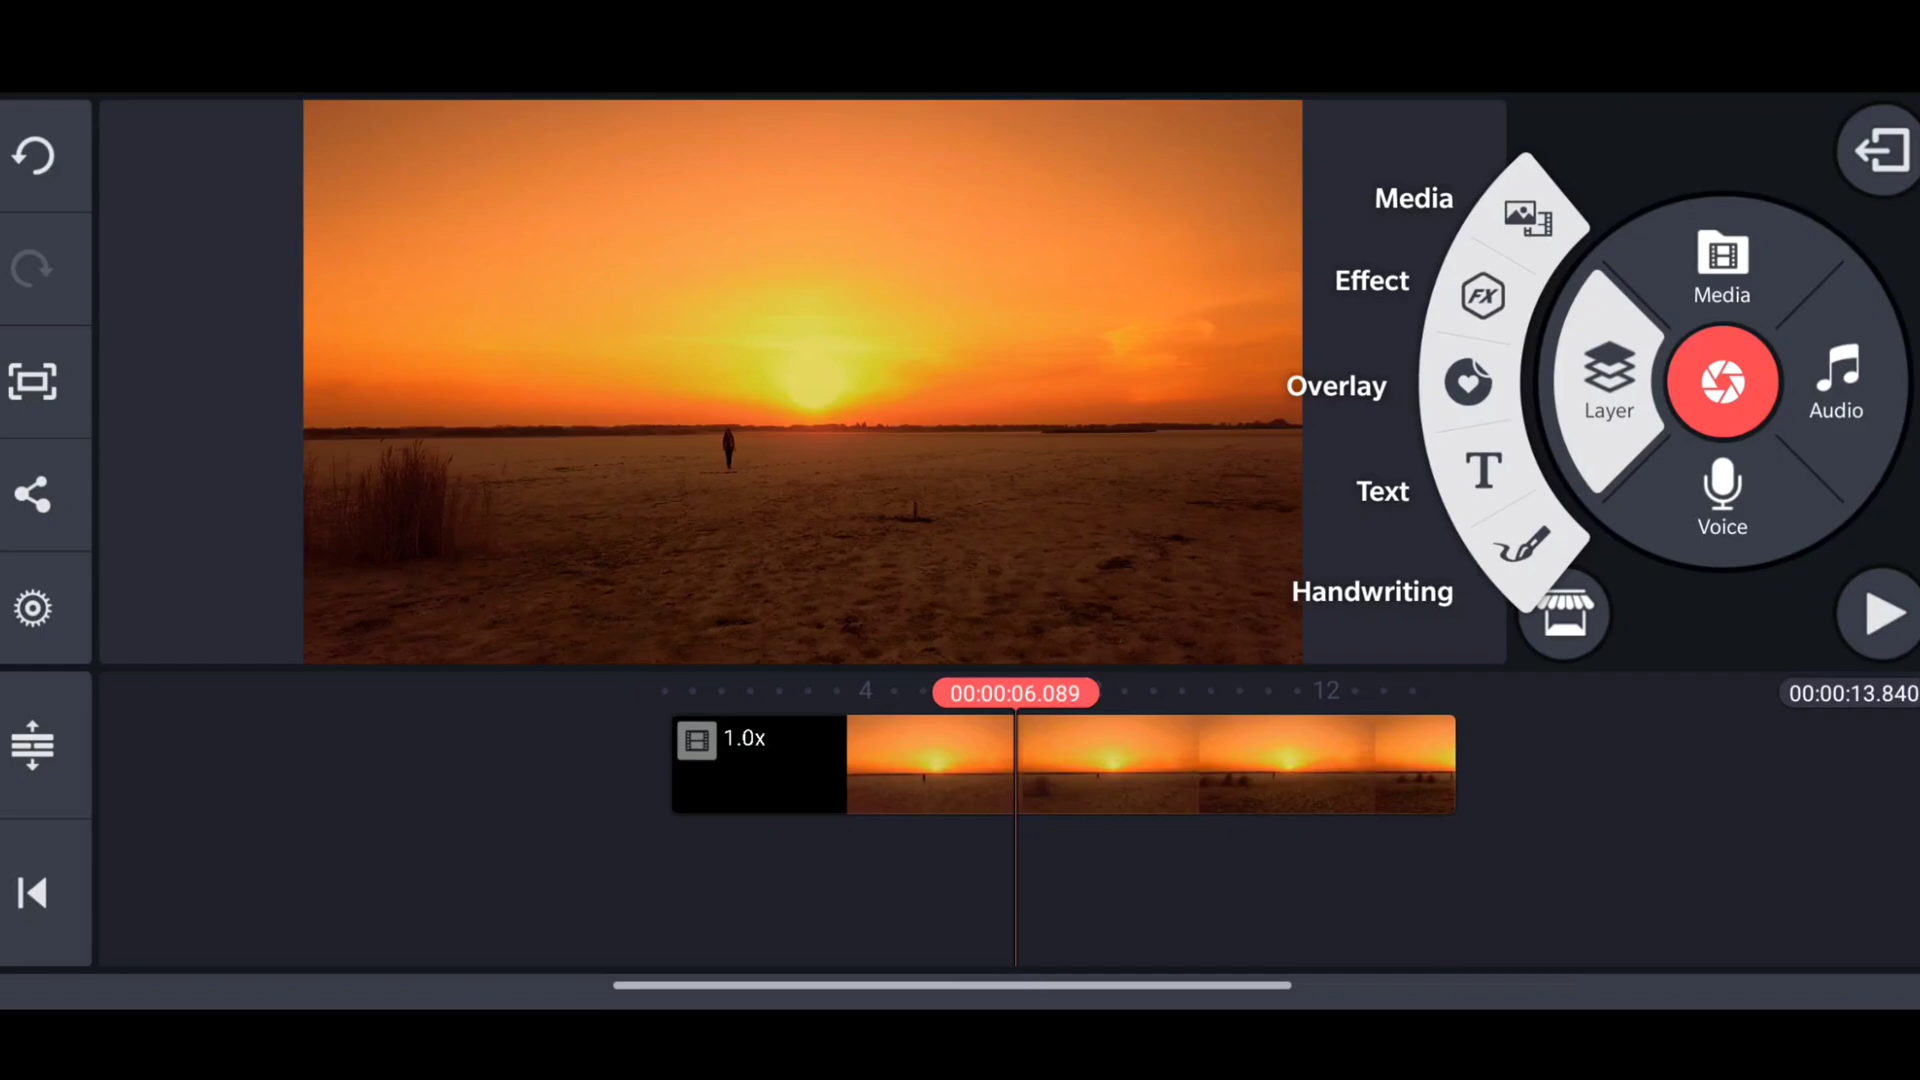 Media
Effect
Overlay
Text
Handwriting
FX
T
Media
Layer
Audio
Voice
4
00:00:06.089
12
00:00:13.840
1.0x